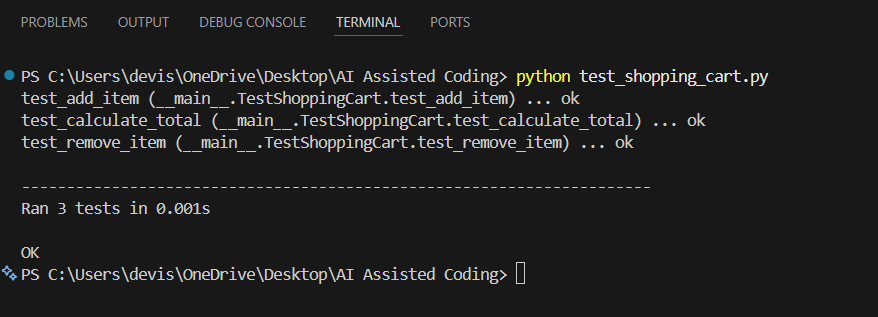 PROBLEMS OUTPUT DEBUG CONSOLE TERMINAL PORTS
PS C:\Users\devis\OneDrive\Desktop\AI Assisted Coding> python test_shopping_cart.py
test_add_item (__main__.TestShoppingCart.test_add_item) ... ok
test_calculate_total (__main__.TestShoppingCart.test_calculate_total) ... ok
test_remove_item (__main__.TestShoppingCart.test_remove_item) ... ok
----------------------------------------------------------------------
Ran 3 tests in 0.001s
OK
PS C:\Users\devis\OneDrive\Desktop\AI Assisted Coding>